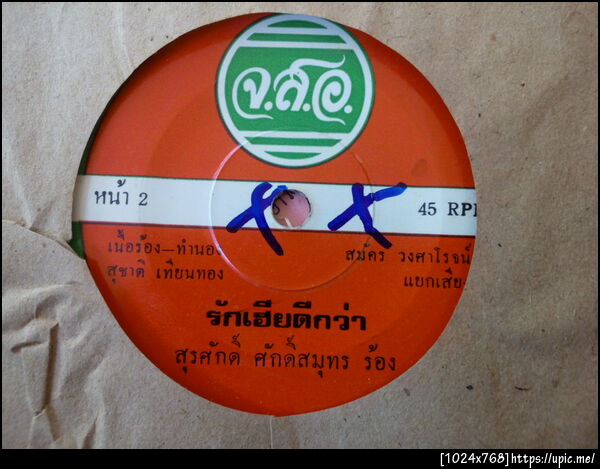 จ.ส.อ.
หน้า 2
45 RP
เนื้อร้อง-ทำนอง
สมัคร วงศาโรจน์
สุชาติ เทียนทอง
แยกเสีย
รักเฮียดีกว่า
สุรศักดิ์ ศักดิ์สมุทร ร้อง
[1024x768]https://upic.me/